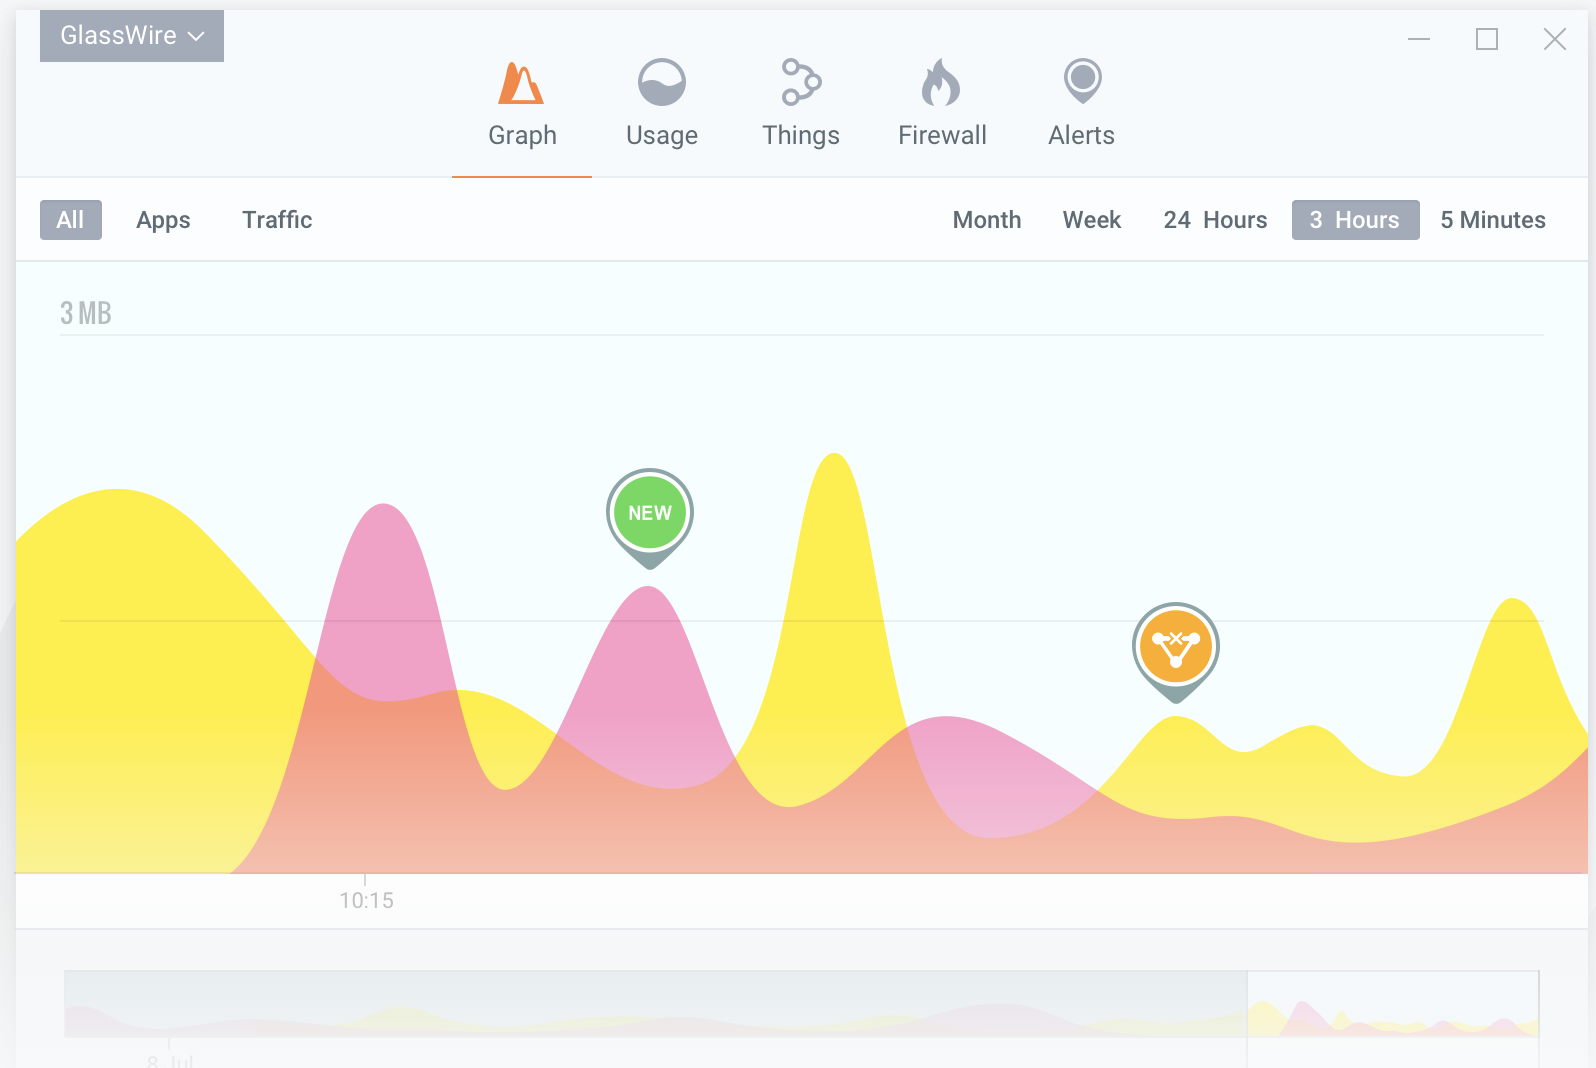 GlassWire
Graph Usage Things Firewall Alerts
All Apps Traffic Month Week 24 Hours 3 Hours 5 Minutes
3 MB
NEW
10:15
8 Jul